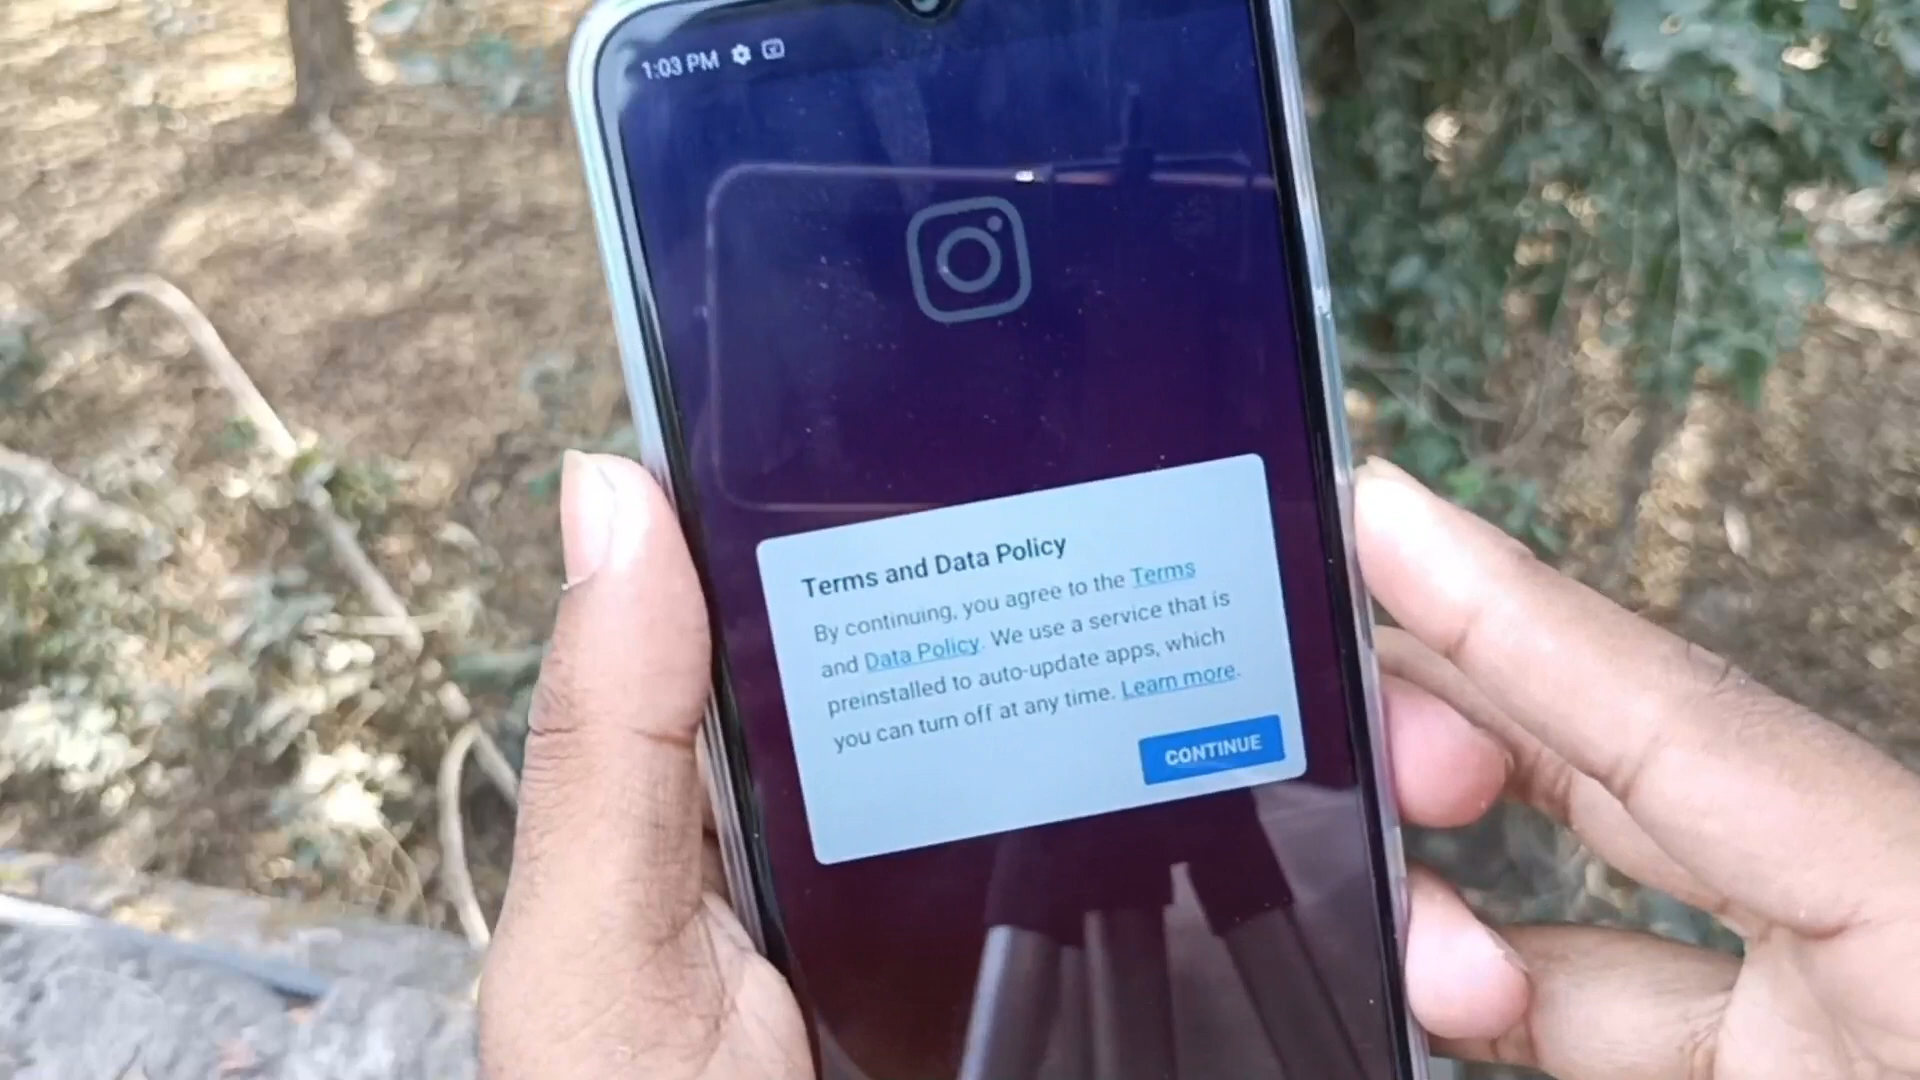 1:03 PM
Terms and Data Policy
By continuing, you agree to the Terms
and Data Policy. We use a service that is
preinstalled to auto-update apps, which
you can turn off at any time. Learn more.
CONTINUE